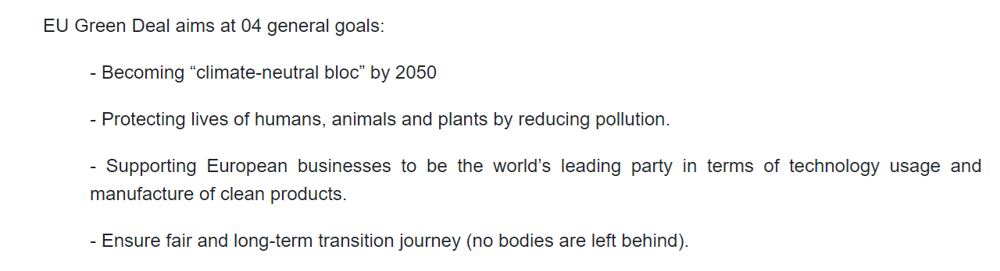 EU Green Deal aims at 04 general goals:
- Becoming “climate-neutral bloc” by 2050
- Protecting lives of humans, animals and plants by reducing pollution.
- Supporting European businesses to be the world’s leading party in terms of technology usage and
manufacture of clean products.
- Ensure fair and long-term transition journey (no bodies are left behind).